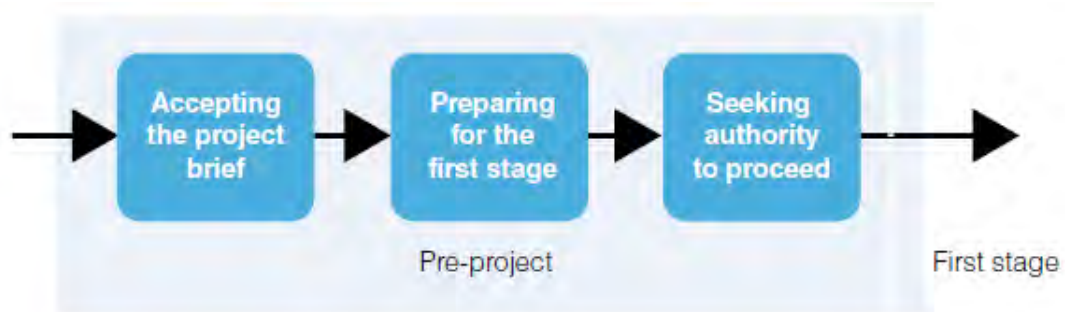 Accepting
the project
brief
Preparing
for the
first stage
Seeking
authority
to proceed
Pre-project
First stage